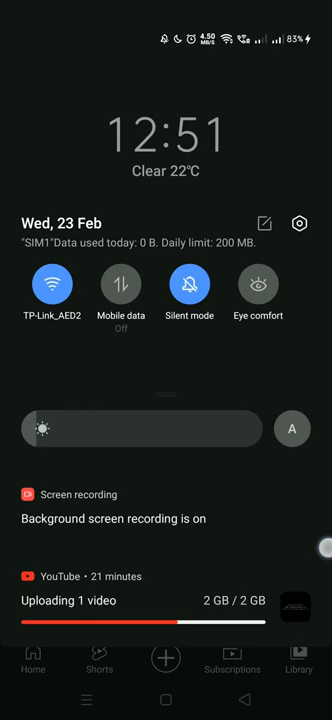 4.50
MB/S
83%
12:51
Clear 22℃
Wed, 23 Feb
"SIM1"Data used today: 0 B. Daily limit: 200 MB.
TP-Link_AED2
Mobile data
Off
Silent mode
Eye comfort
A
Screen recording
Background screen recording is on
YouTube • 21 minutes
Uploading 1 video
2 GB / 2 GB
Home
Shorts
Subscriptions
Library